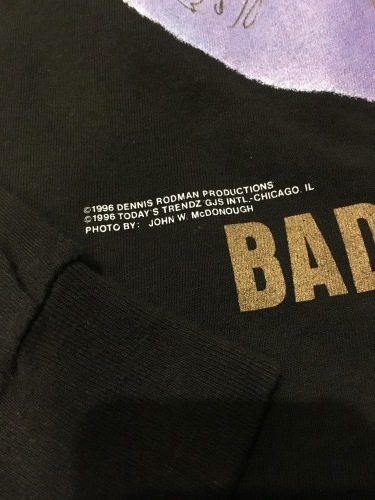 ©1996 DENNIS RODMAN PRODUCTIONS
©1996 TODAY'S TRENDZ GJS INTL.-CHICAGO, IL
PHOTO BY: JOHN W. McDONOUGH
BAD